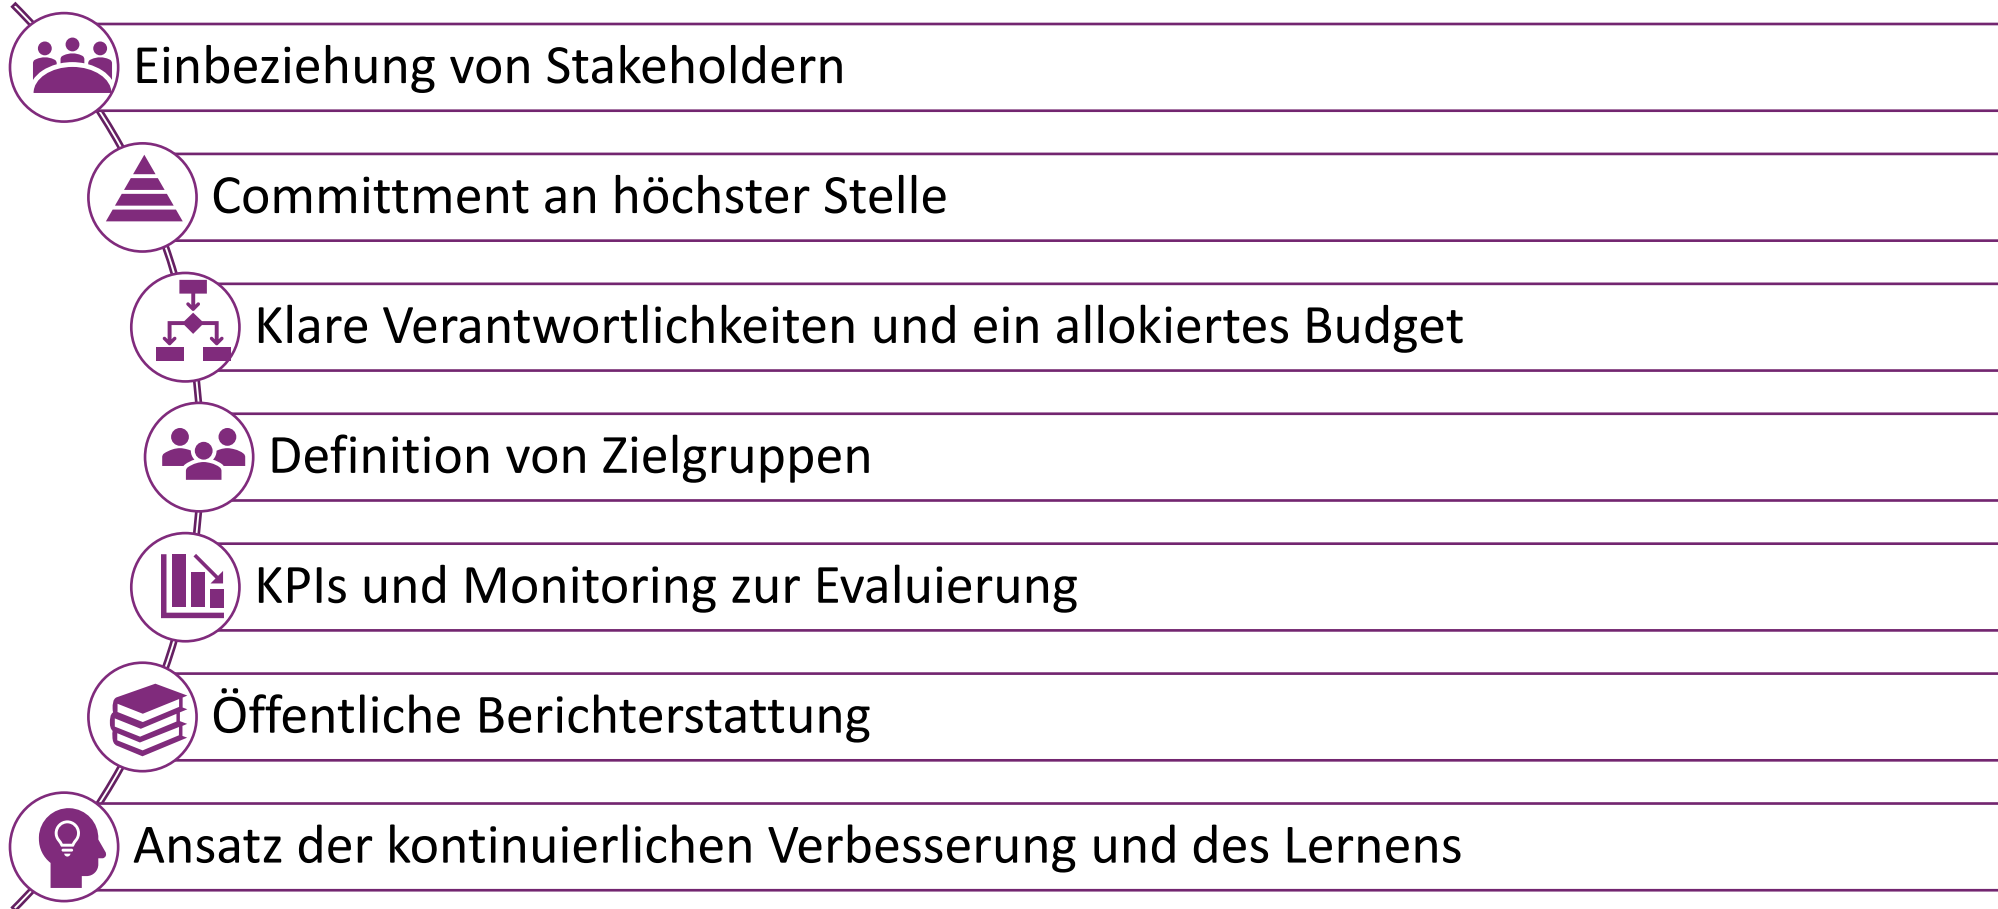 Einbeziehung von Stakeholdern
Committment an höchster Stelle
Klare Verantwortlichkeiten und ein allokiertes Budget
Definition von Zielgruppen
KPIs und Monitoring zur Evaluierung
Öffentliche Berichterstattung
Ansatz der kontinuierlichen Verbesserung und des Lernens